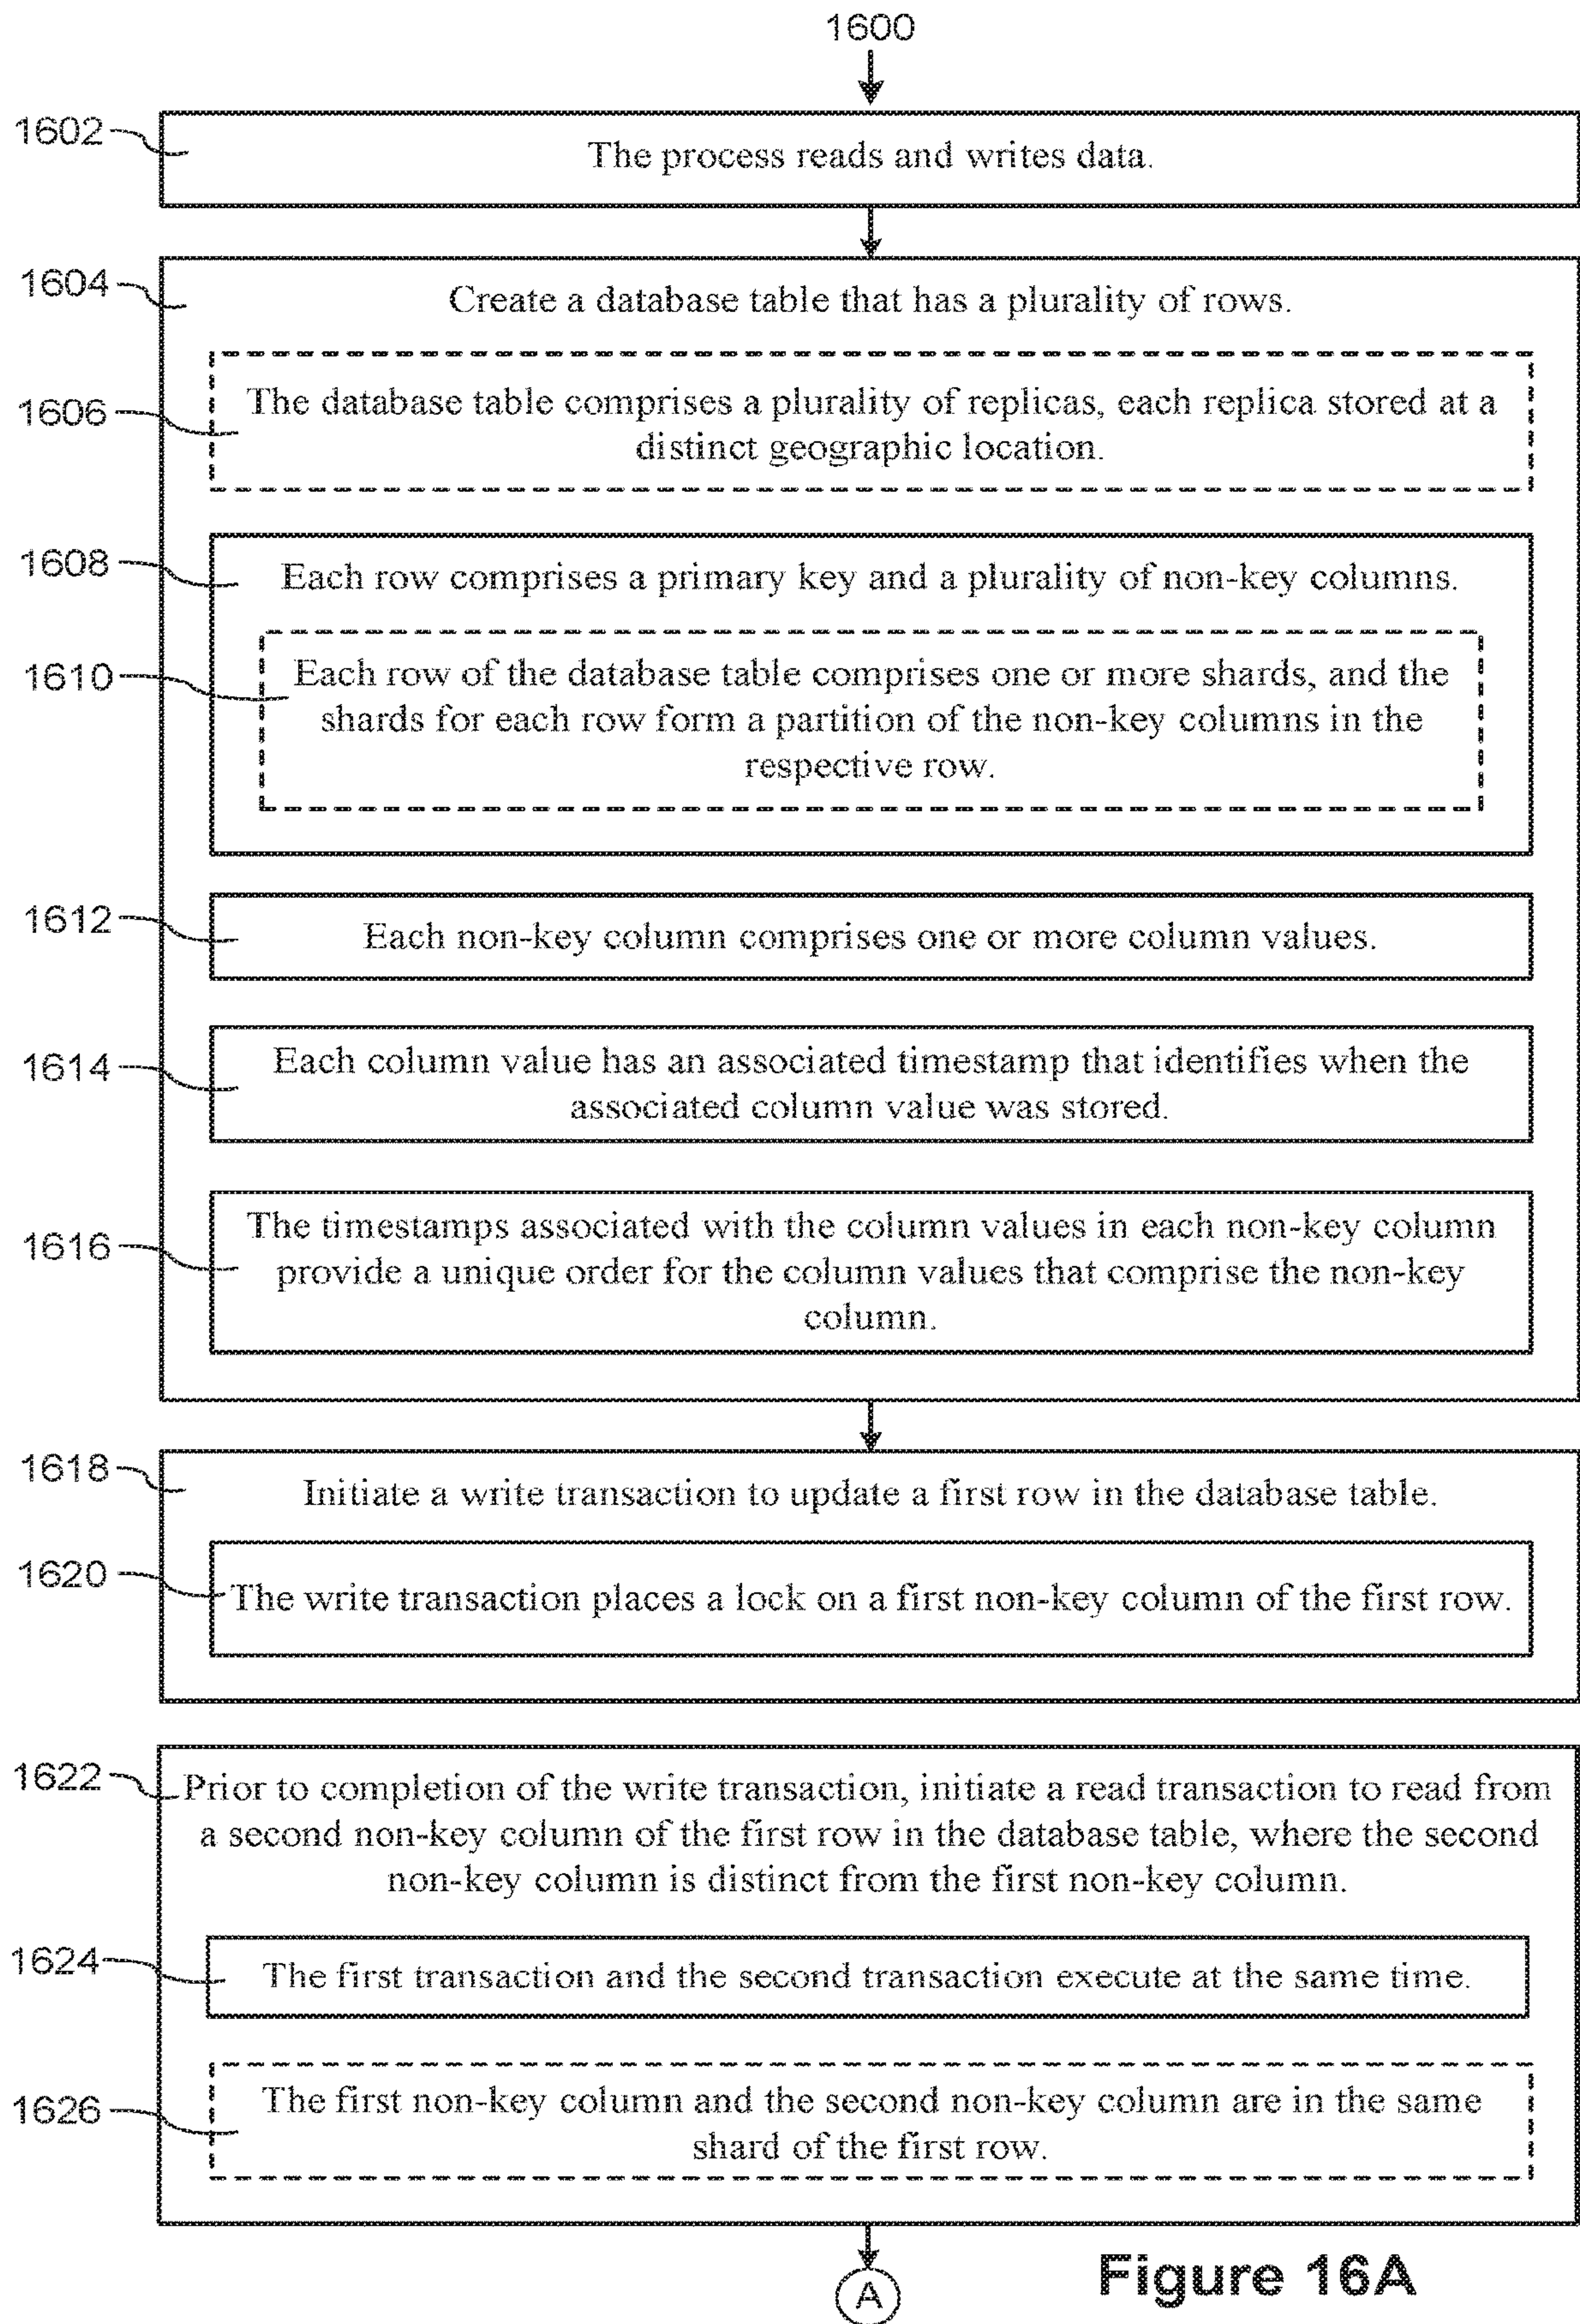 1600
1602
The process reads and writes data.
1604
Create a database table that has a plurality of rows.
1606
The database table comprises a plurality of replicas, each replica stored at a
distinct geographic location.
1608
Each row comprises a primary key and a plurality of non-key columns.
1610
Each row of the database table comprises one or more shards, and the
shards for each row form a partition of the non-key columns in the
respective row.
1612
Each non-key column comprises one or more column values.
1614
Each column value has an associated timestamp that identifies when the
associated column value was stored.
1616
The timestamps associated with the column values in each non-key column
provide a unique order for the column values that comprise the non-key
column.
1618
Initiate a write transaction to update a first row in the database table.
1620
The write transaction places a lock on a first non-key column of the first row.
1622
Prior to completion of the write transaction, initiate a read transaction to read from
a second non-key column of the first row in the database table, where the second
non-key column is distinct from the first non-key column.
1624
The first transaction and the second transaction execute at the same time.
1626
The first non-key column and the second non-key column are in the same
shard of the first row.
A
Figure 16A